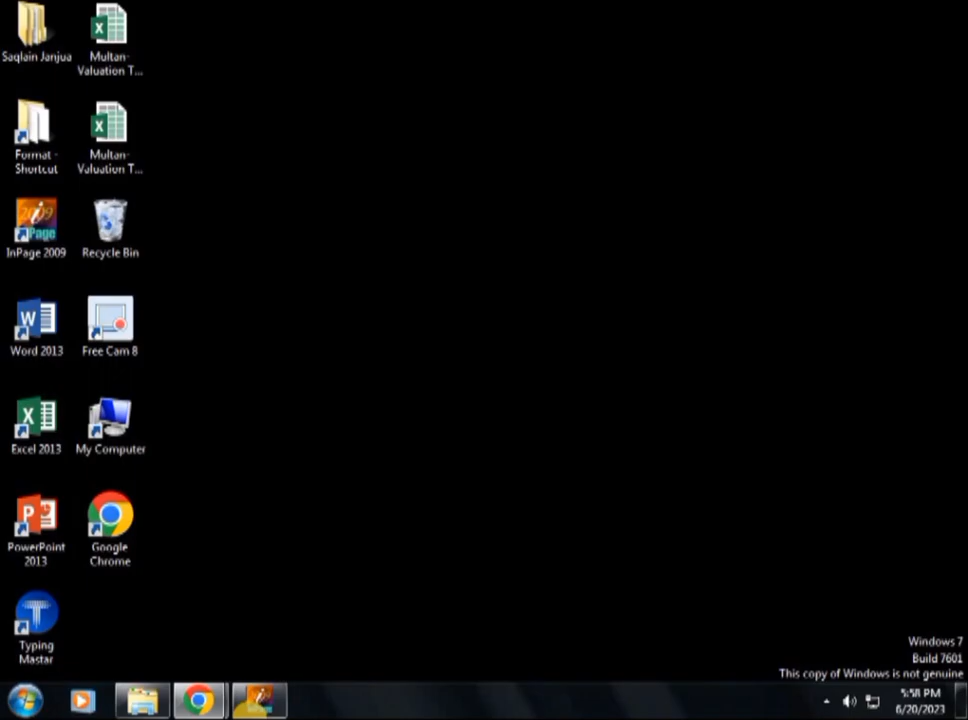 Saqlain Janjua
Multan-
Valuation T...
Format -
Shortcut
Multan-
Valuation T...
2009
iPage
InPage 2009
Recycle Bin
W
Word 2013
Free Cam 8
X
Excel 2013
My Computer
P
PowerPoint
2013
Google
Chrome
T
Typing
Mastar
Windows 7
Build 7601
This copy of Windows is not genuine
5:58 PM
6/20/2023